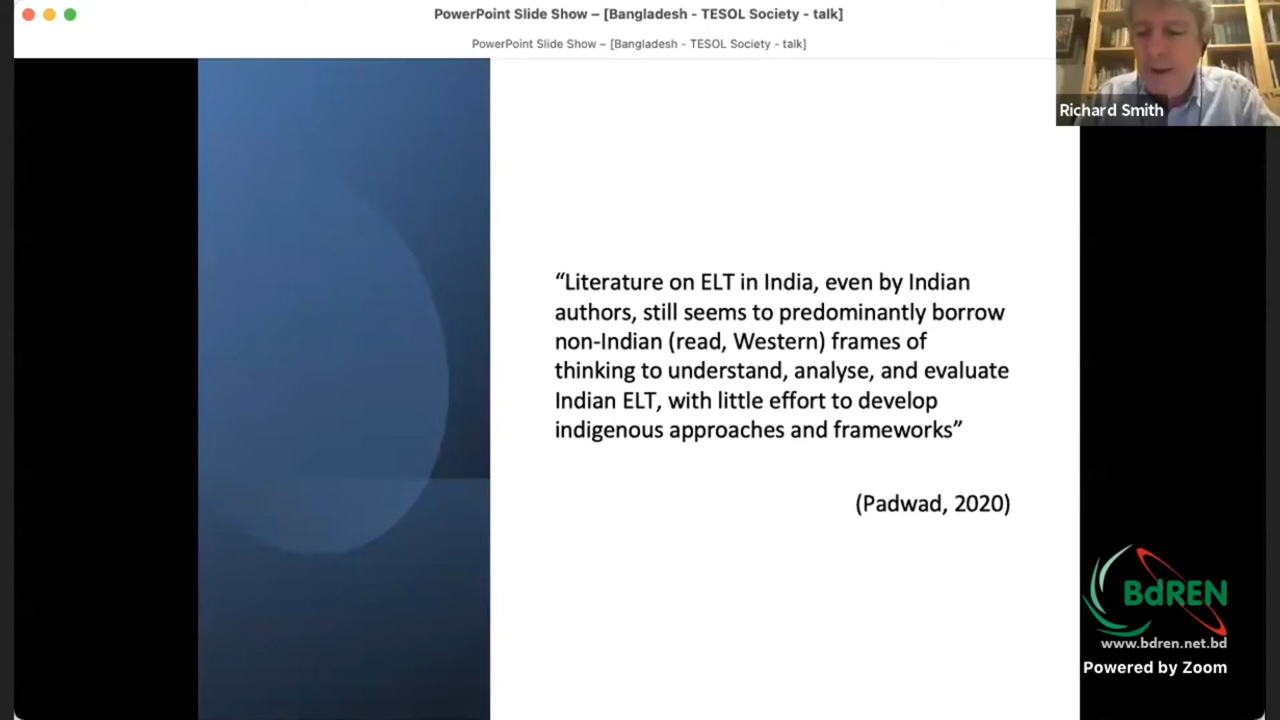 PowerPoint Slide Show – [Bangladesh - TESOL Society - talk]
PowerPoint Slide Show – [Bangladesh - TESOL Society - talk]
Richard Smith
“Literature on ELT in India, even by Indian
authors, still seems to predominantly borrow
non-Indian (read, Western) frames of
thinking to understand, analyse, and evaluate
Indian ELT, with little effort to develop
indigenous approaches and frameworks”
(Padwad, 2020)
BdREN
www.bdren.net.bd
Powered by Zoom